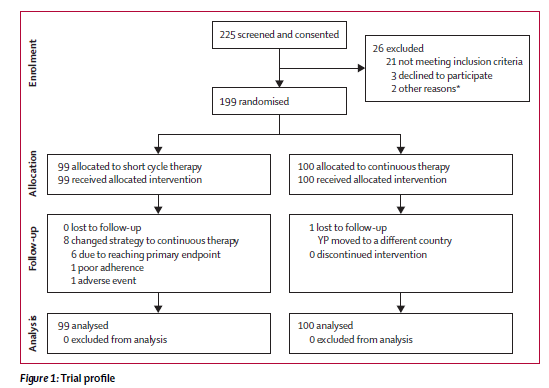 Enrolment
225 screened and consented
26 excluded
21 not meeting inclusion criteria
3 declined to participate
2 other reasons*
199 randomised
Allocation
99 allocated to short cycle therapy
99 received allocated intervention
100 allocated to continuous therapy
100 received allocated intervention
Follow-up
0 lost to follow-up
8 changed strategy to continuous therapy
6 due to reaching primary endpoint
1 poor adherence
1 adverse event
1 lost to follow-up
YP moved to a different country
0 discontinued intervention
Analysis
99 analysed
0 excluded from analysis
100 analysed
0 excluded from analysis
Figure 1: Trial profile